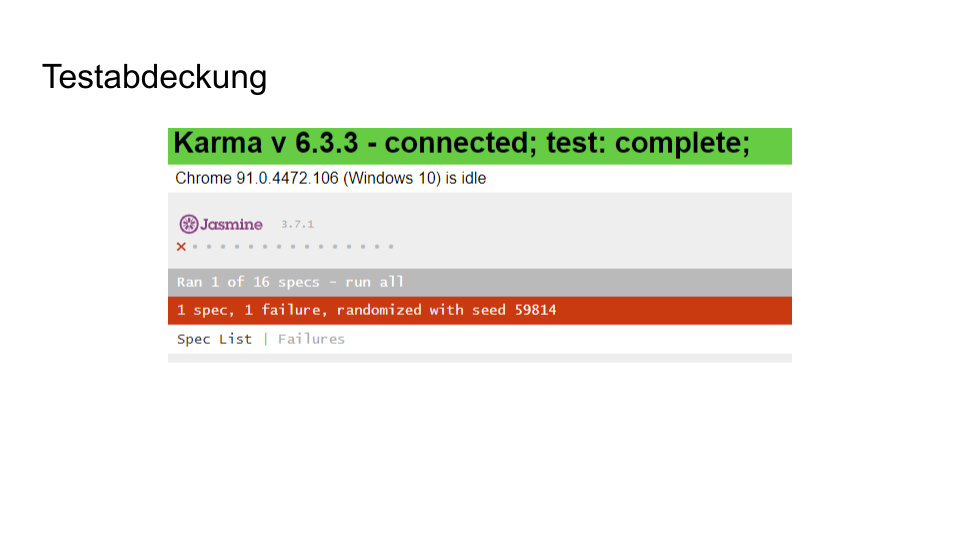 Testabdeckung
Karma v 6.3.3 - connected; test: complete;
Chrome 91.0.4472.106 (Windows 10) is idle
Jasmine 3.7.1
Ran 1 of 16 specs - run all
1 spec, 1 failure, randomized with seed 59814
Spec List | Failures